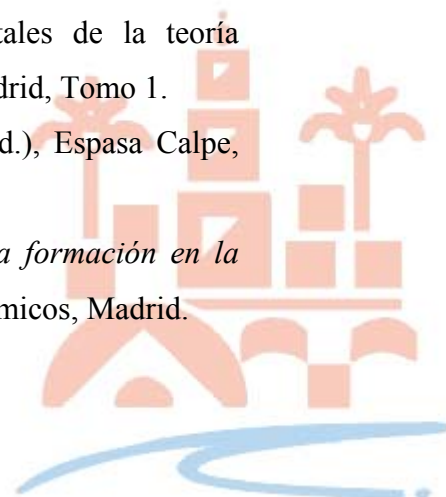 tales de la teoría
drid, Tomo 1.
d.), Espasa Calpe,
a formación en la
micos, Madrid.